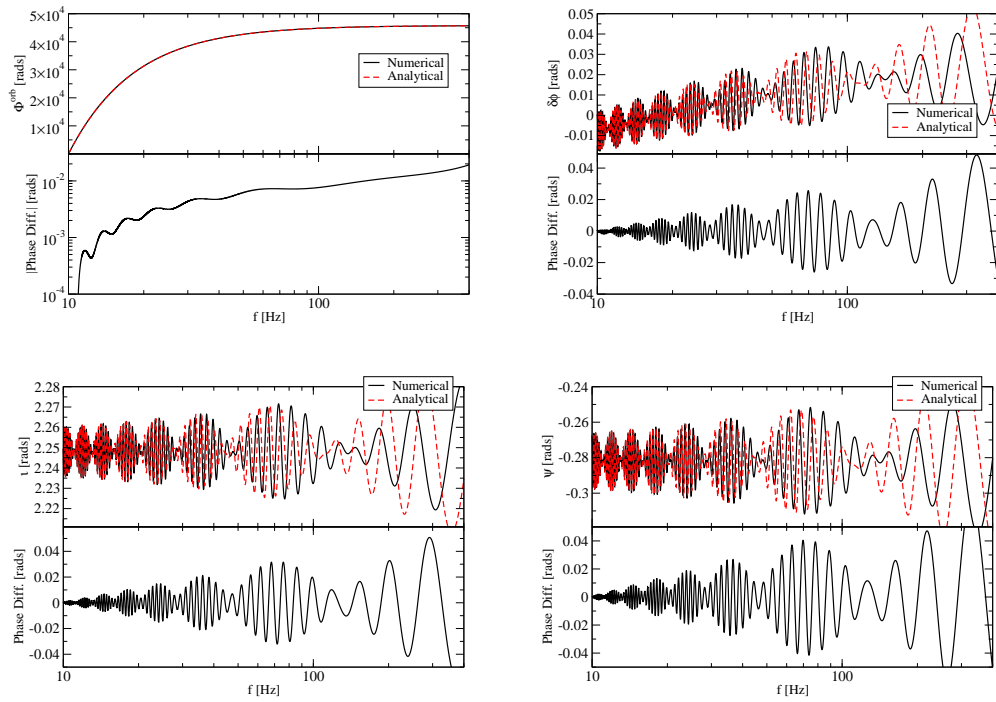 5×10⁴
4×10⁴
3×10⁴
2×10⁴
1×10⁴
Φᵒʳᵇ [rads]
Numerical
Analytical
10⁻²
10⁻³
10⁻⁴
|Phase Diff.| [rads]
10 100
f [Hz]
0.05
0.04
0.03
0.02
0.01
0
-0.01
δϕ [rads]
Numerical
Analytical
0.04
0.02
0
-0.02
-0.04
Phase Diff. [rads]
10 100
f [Hz]
2.28
2.27
2.26
2.25
2.24
2.23
2.22
ι [rads]
Numerical
Analytical
0.04
0.02
0
-0.02
-0.04
Phase Diff. [rads]
10 100
f [Hz]
-0.24
-0.26
-0.28
-0.3
ψ [rads]
Numerical
Analytical
0.04
0.02
0
-0.02
-0.04
Phase Diff. [rads]
10 100
f [Hz]